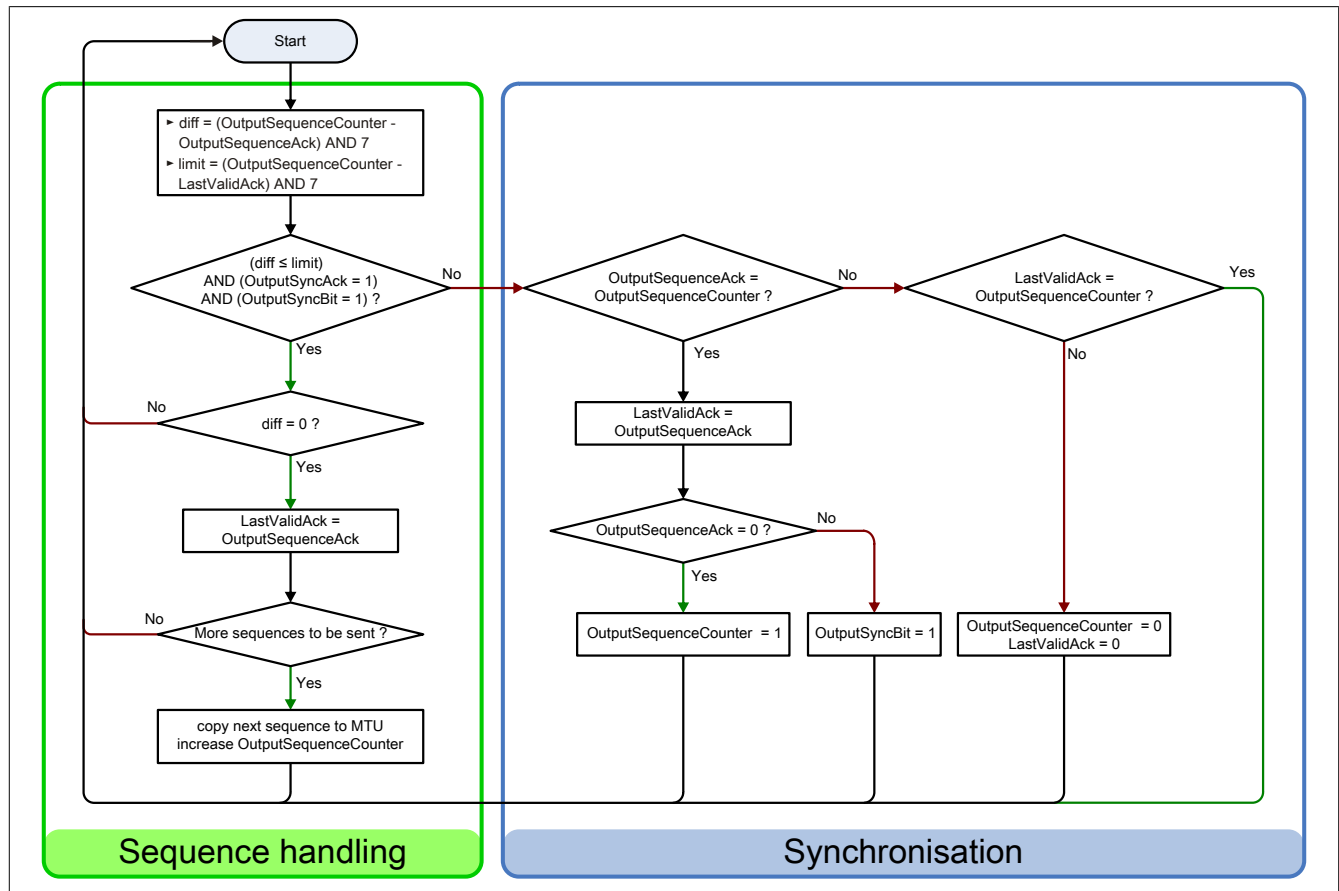 Start
► diff = (OutputSequenceCounter -
OutputSequenceAck) AND 7
► limit = (OutputSequenceCounter -
LastValidAck) AND 7
(diff ≤ limit)
AND (OutputSyncAck = 1)
AND (OutputSyncBit = 1) ?
No
Yes
diff = 0 ?
No
Yes
LastValidAck =
OutputSequenceAck
More sequences to be sent ?
No
Yes
copy next sequence to MTU
increase OutputSequenceCounter
Sequence handling
OutputSequenceAck =
OutputSequenceCounter ?
No
Yes
LastValidAck =
OutputSequenceAck
OutputSequenceAck = 0 ?
No
Yes
OutputSequenceCounter = 1
OutputSyncBit = 1
LastValidAck =
OutputSequenceCounter ?
Yes
No
OutputSequenceCounter = 0
LastValidAck = 0
Synchronisation